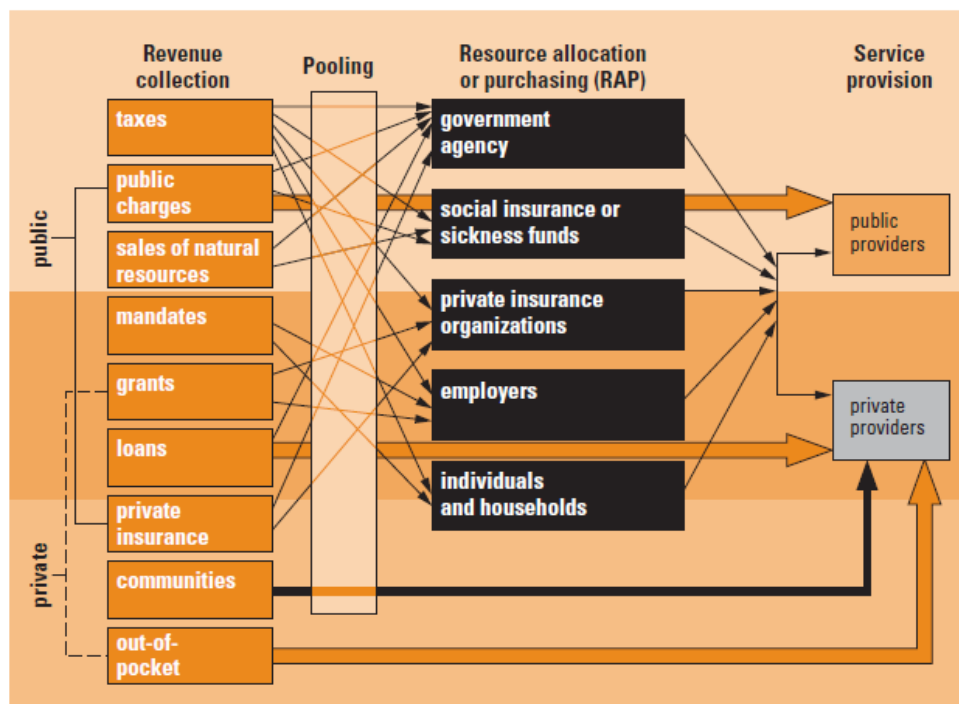 Revenue
collection
Pooling
Resource allocation
or purchasing (RAP)
Service
provision
public
private
taxes
public
charges
sales of natural
resources
mandates
grants
loans
private
insurance
communities
out-of-
pocket
government
agency
social insurance or
sickness funds
private insurance
organizations
employers
individuals
and households
public
providers
private
providers